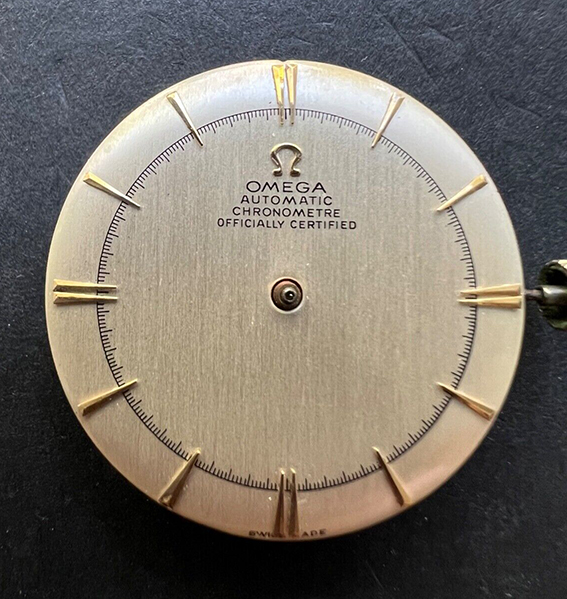 OMEGA
AUTOMATIC
CHRONOMETRE
OFFICIALLY CERTIFIED
SWISS MADE